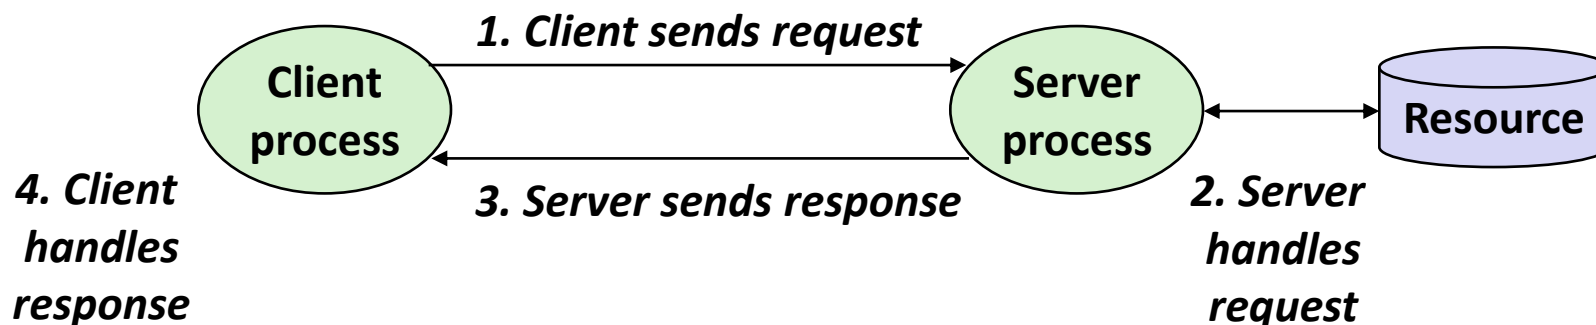 1. Client sends request
Client
process
Server
process
Resource
3. Server sends response
4. Client
handles
response
2. Server
handles
request